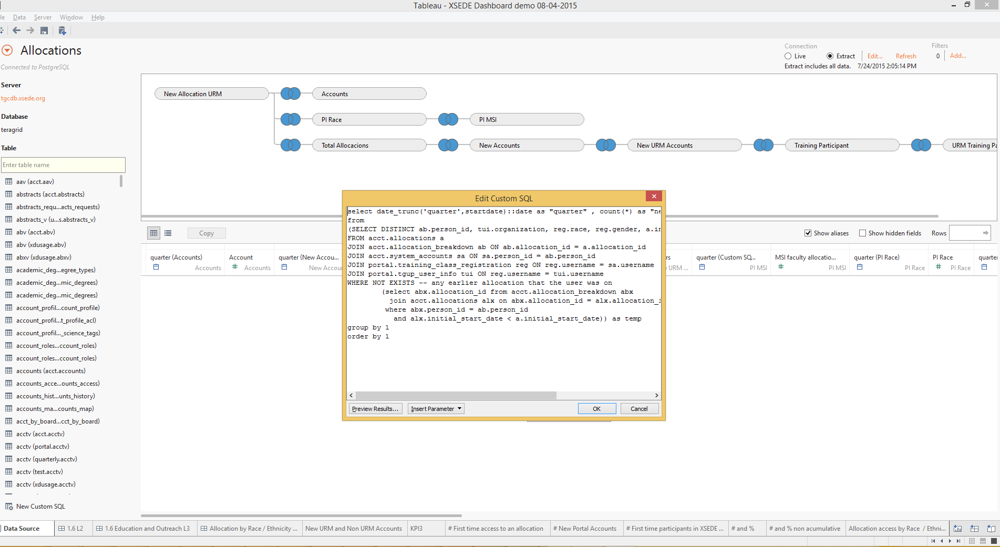 Tableau - XSEDE Dashboard demo 08-04-2015
le Data Server Window Help
Allocations
Connected to PostgreSQL
Connection
Live Extract Edit... Refresh
Extract includes all data. 7/24/2015 2:05:14 PM
Filters
0 Add...
Server
tgcdb.xsede.org
Database
teragrid
Table
Enter table name
aav (acct.aav)
abstracts (acct.abstracts)
abstracts_requ...acts_requests)
abstracts_v (u...s.abstracts_v)
abv (acct.abv)
abv (xdusage.abv)
abxv (xdusage.abxv)
academic_deg...egree_types)
academic_deg...mic_degrees)
academic_deg...mic_degrees)
account_profil...count_profile)
account_profil...t_profile_acl)
account_profil..._science_tags)
account_roles...ccount_roles)
account_roles...ccount_roles)
accounts (acct.accounts)
accounts_acce...ounts_access)
accounts_hist...unts_history)
accounts_ma...counts_map)
acct_by_board...cct_by_board)
acctv (acct.acctv)
acctv (portal.acctv)
acctv (quarterly.acctv)
acctv (test.acctv)
acctv (xdusage.acctv)
New Custom SQL
New Allocation URM Accounts
PI Race PI MSI
Total Allocacions New Accounts New URM Accounts Training Participant URM Training Pa
Copy
Show aliases Show hidden fields Rows
quarter (Accounts) Account quarter (New Accou... rs quarter (Custom SQ... MSI faculty allocatio... quarter (PI Race) PI Race quarter
Accounts Accounts New Accou URM ... PI MSI PI MSI PI Race PI Race
Edit Custom SQL
select date_trunc('quarter',startdate)::date as "quarter" , count(*) as "ne
from
(SELECT DISTINCT ab.person_id, tui.organization, reg.race, reg.gender, a.in
FROM acct.allocations a
JOIN acct.allocation_breakdown ab ON ab.allocation_id = a.allocation_id
JOIN acct.system_accounts sa ON sa.person_id = ab.person_id
JOIN portal.training_class_registration reg ON reg.username = sa.username
JOIN portal.tgup_user_info tui ON reg.username = tui.username
WHERE NOT EXISTS -- any earlier allocation that the user was on
(select abx.allocation_id from acct.allocation_breakdown abx
join acct.allocations alx on abx.allocation_id = alx.allocation_i
where abx.person_id = ab.person_id
and alx.initial_start_date < a.initial_start_date)) as temp
group by 1
order by 1
Preview Results... Insert Parameter OK Cancel
Data Source 1.6 L2 1.6 Education and Outreach L3 Allocation by Race / Ethnicity ... New URM and Non URM Accounts KPI3 # First time access to an allocation # New Portal Accounts # First time participants in XSEDE ... # and % # and % non acumulative Allocation access by Race / Ethni...